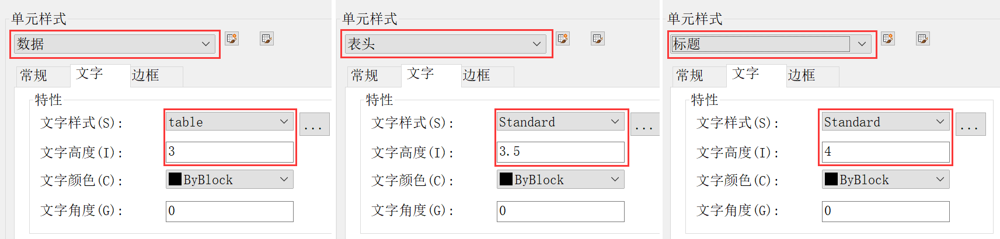 单元样式
数据
常规 文字 边框
特性
文字样式(S): table ...
文字高度(I): 3
文字颜色(C): ByBlock
文字角度(G): 0
单元样式
表头
常规 文字 边框
特性
文字样式(S): Standard ...
文字高度(I): 3.5
文字颜色(C): ByBlock
文字角度(G): 0
单元样式
标题
常规 文字 边框
特性
文字样式(S): Standard ...
文字高度(I): 4
文字颜色(C): ByBlock
文字角度(G): 0